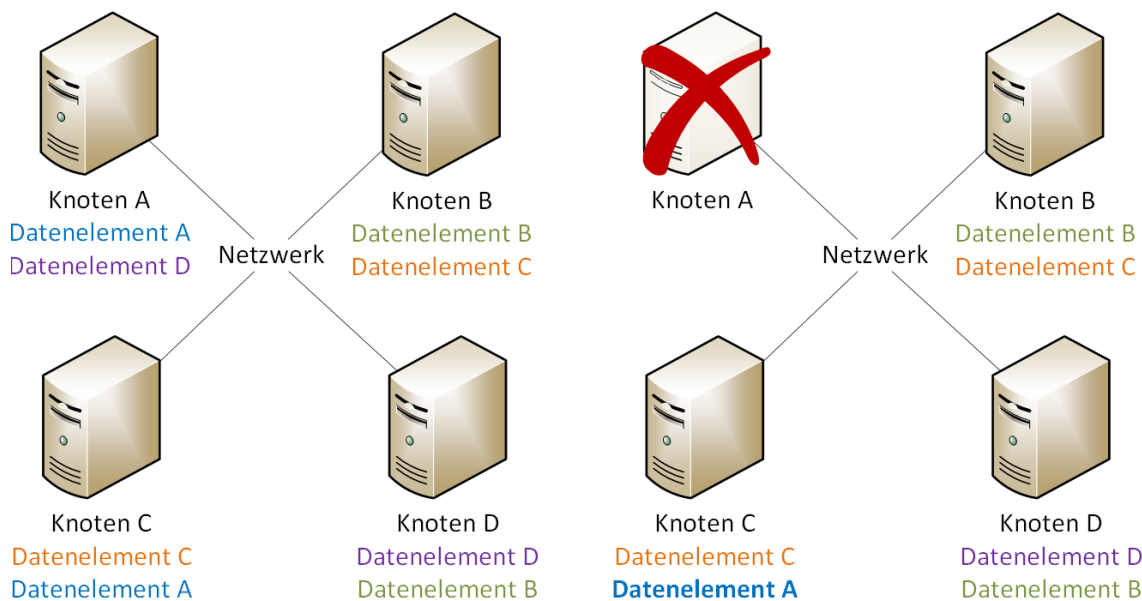 Knoten A
Datenelement A
Datenelement D
Netzwerk
Knoten B
Datenelement B
Datenelement C
Knoten C
Datenelement C
Datenelement A
Knoten D
Datenelement D
Datenelement B
Knoten A
Netzwerk
Knoten B
Datenelement B
Datenelement C
Knoten C
Datenelement C
Datenelement A
Knoten D
Datenelement D
Datenelement B